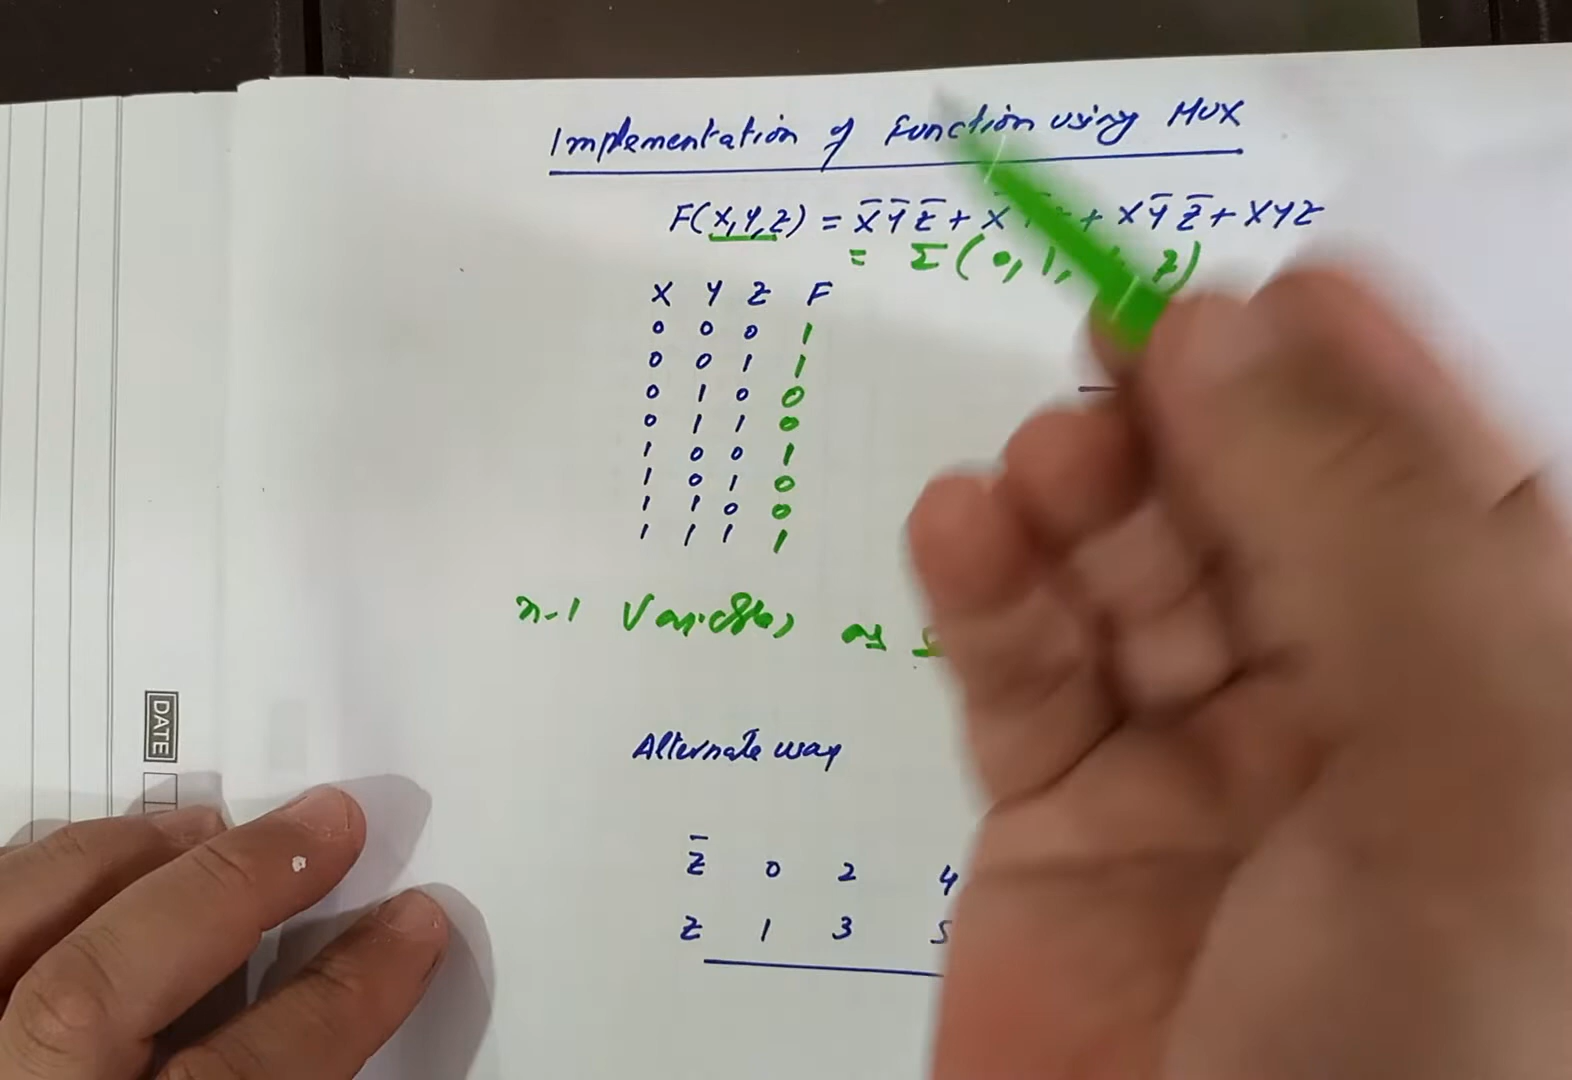 Implementation of Function using MUX
F(X,Y,Z) = X̄ Ȳ Z̄ + X̄ + X Ȳ Z̄ + X Y Z
= Σ(0, 1, 7)
X Y Z F
0 0 0 1
0 0 1 1
0 1 0 0
0 1 1 0
1 0 0 1
1 0 1 0
1 1 0 0
1 1 1 1
n-1 Variables as
Alternate way
Z̄ 0 2 4
Z 1 3 5
DATE